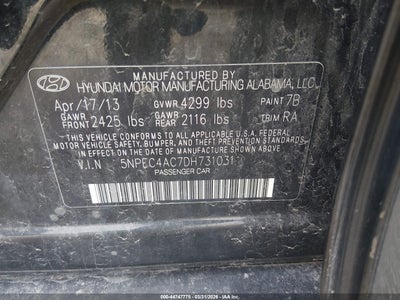 MANUFACTURED BY
HYUNDAI MOTOR MANUFACTURING ALABAMA, LLC
Apr/17/13 GVWR 4299 lbs PAINT 7B
GAWR FRONT 2425 lbs GAWR REAR 2116 lbs TRIM RA
THIS VEHICLE CONFORMS TO ALL APPLICABLE U.S. FEDERAL
MOTOR VEHICLE SAFETY, BUMPER, AND THEFT PREVENTION
STANDARDS IN EFFECT ON THE DATE OF MANUFACTURE SHOWN ABOVE.
V.I.N : 5NPEC4AC7DH731031
PASSENGER CAR